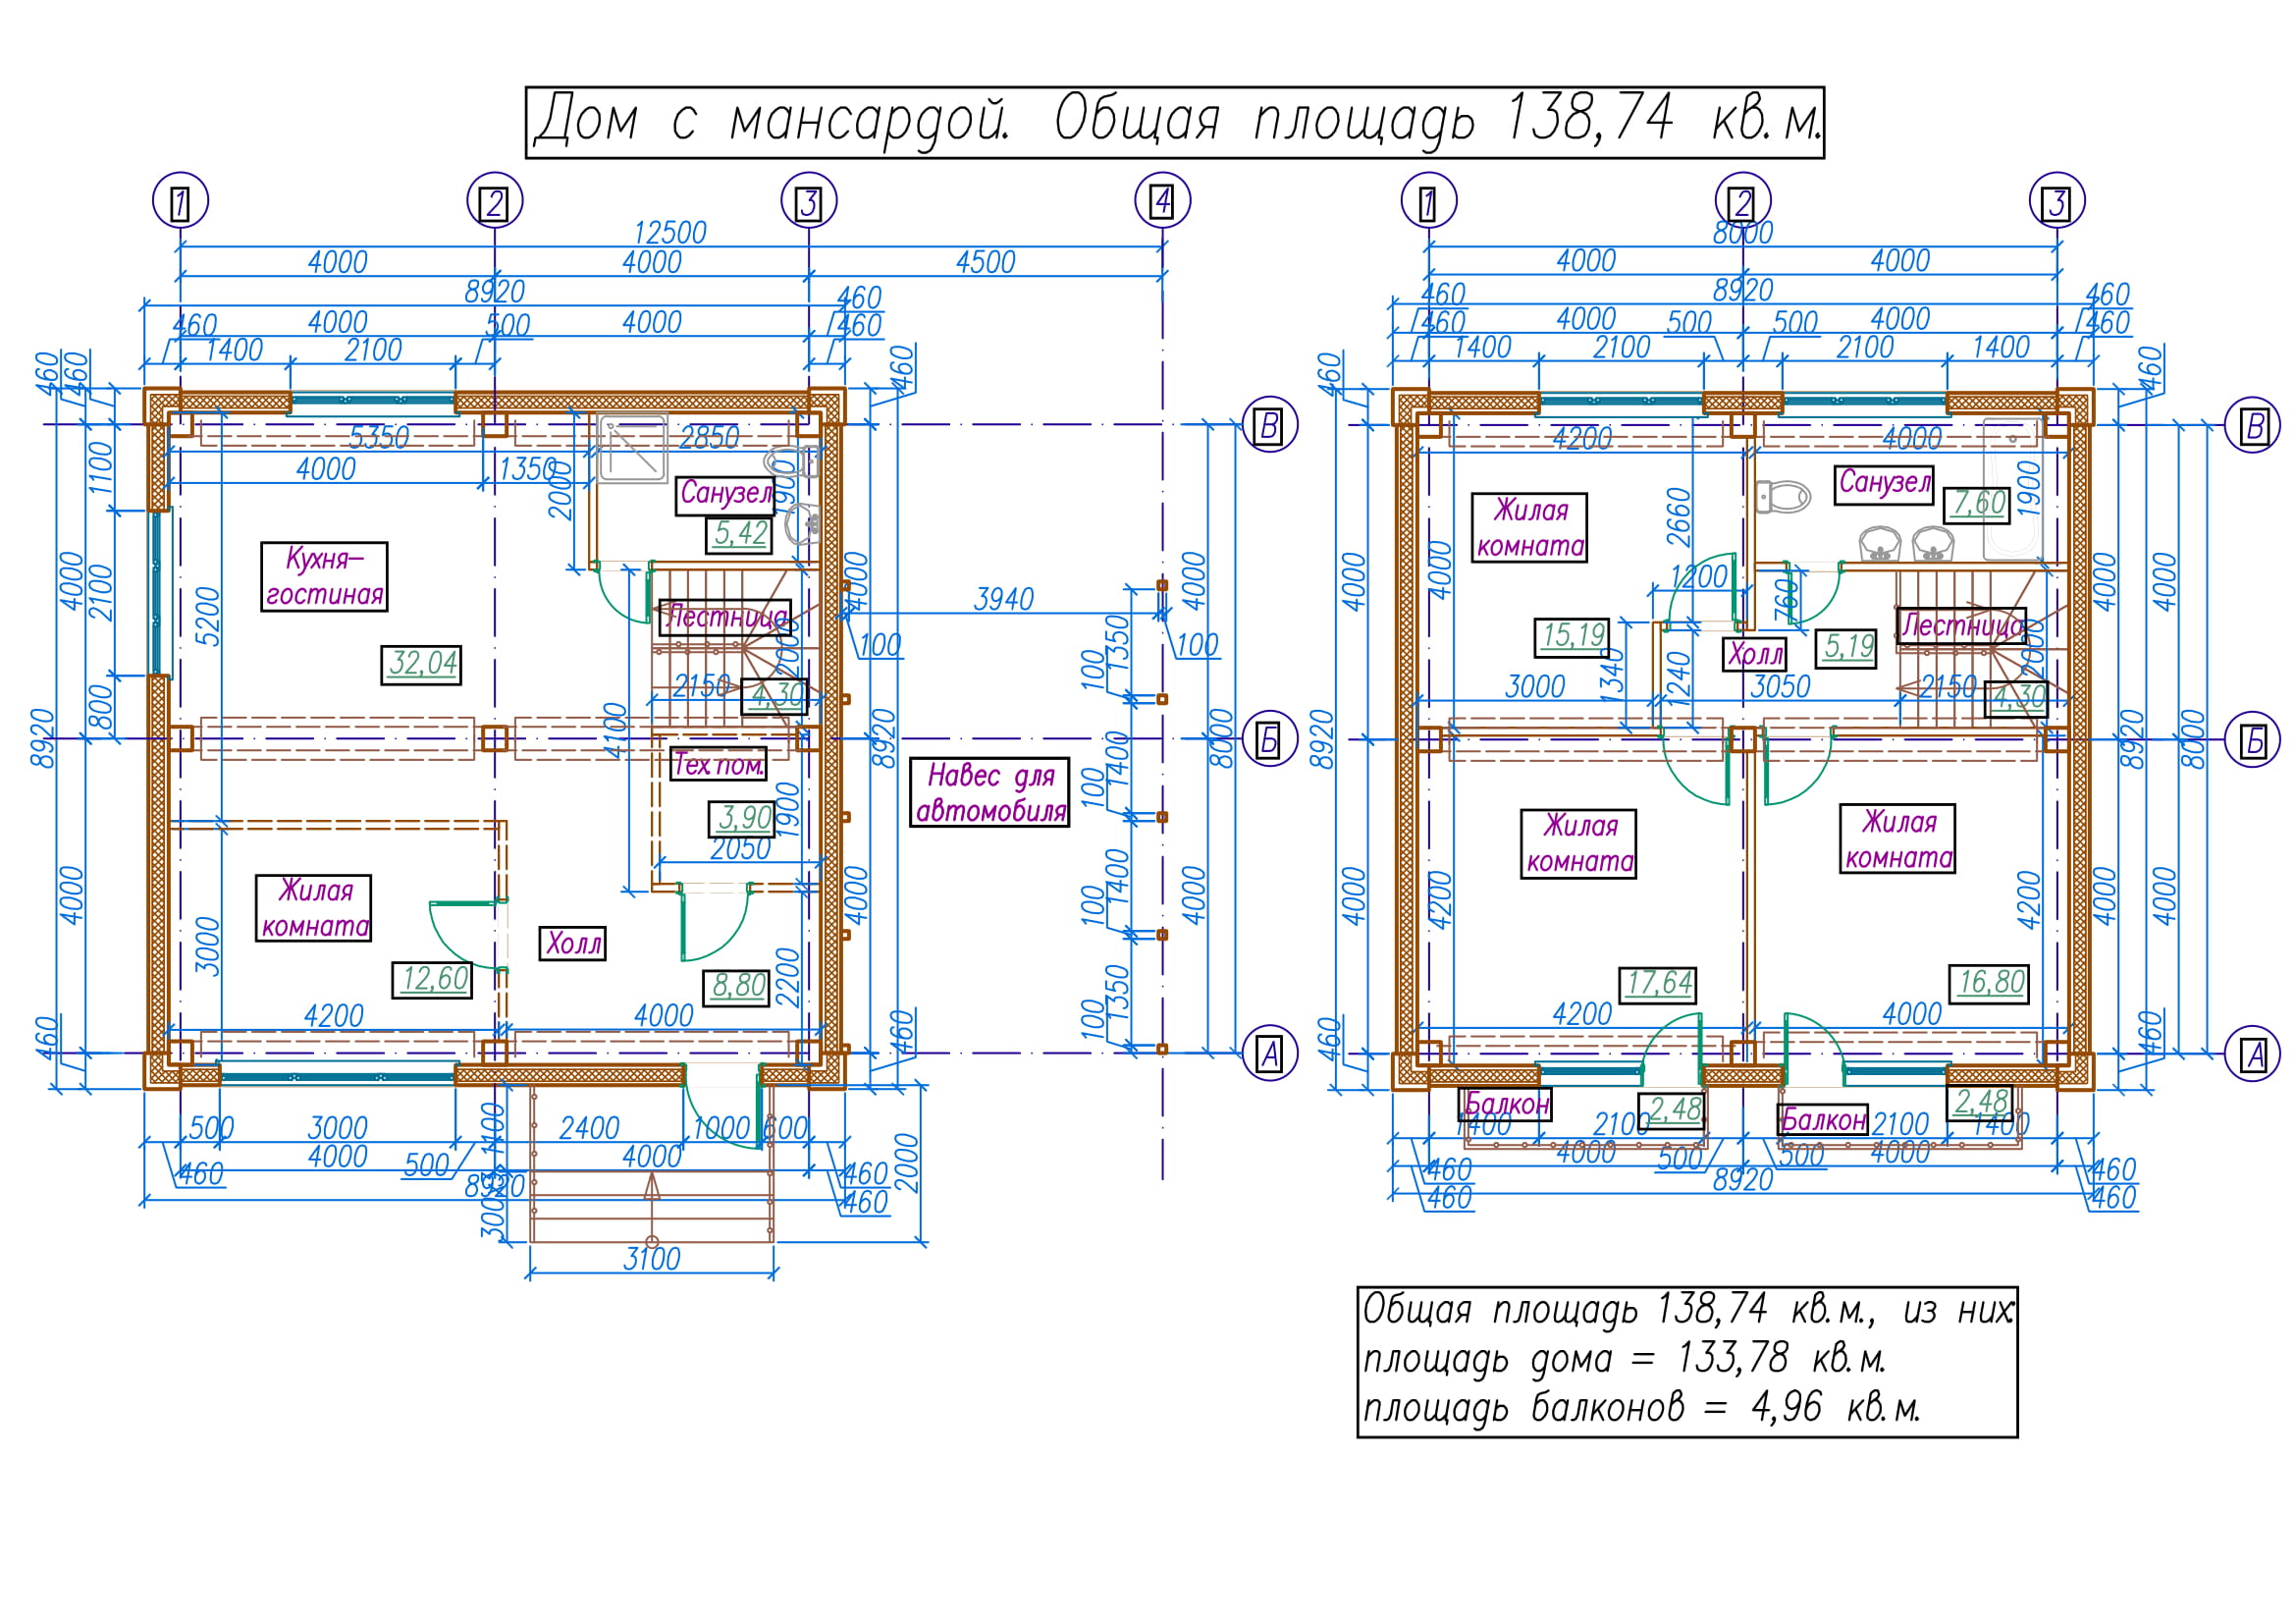 Дом с мансардой. Общая площадь 138,74 кв.м.
1 2 3 4
12500
4000 4000 4500
8920
460
460 4000 500 4000 460
1400 2100
460 460
460
5350 2850
4000 1350
2000 1900
1100
Санузел
5,42
Кухня-
гостиная
32,04
5200
4000 2100 800
Лестница
2000
2150
4,30
4100
8920
Тех.пом.
3,90
1900
2050
Жилая
комната
12,60
3000
4000
Холл
8,80
2200
4200 4000
460 460
4000 8920 4000
3940
100 100
Навес для
автомобиля
100 1350
100 1400
100 1400
100 1350
4000 8000 4000
В
Б
А
500 3000 2400 1000 600
1100
4000 500 4000
460 460
8920 460
2000
3100
1 2 3
8000
4000 4000
8920
460 460
460 4000 500 500 4000 460
1400 2100 2100 1400
460 460
4200 4000
Жилая
комната
15,19
4000
2660
1200
Санузел
7,60
1900
760
Холл
5,19
Лестница
2000
4,30
1340 1240
3000 3050 2150
4000 8920 4000
4000 8920 4000
4000 8000 4000
Жилая
комната
17,64
4200
Жилая
комната
16,80
4200
4200 4000
460 460
Балкон
2,48
Балкон
2,48
1400 2100 2100 1400
4000 500 500 4000
460 460
8920
460 460
В
Б
А
Общая площадь 138,74 кв.м., из них:
площадь дома = 133,78 кв.м.
площадь балконов = 4,96 кв.м.